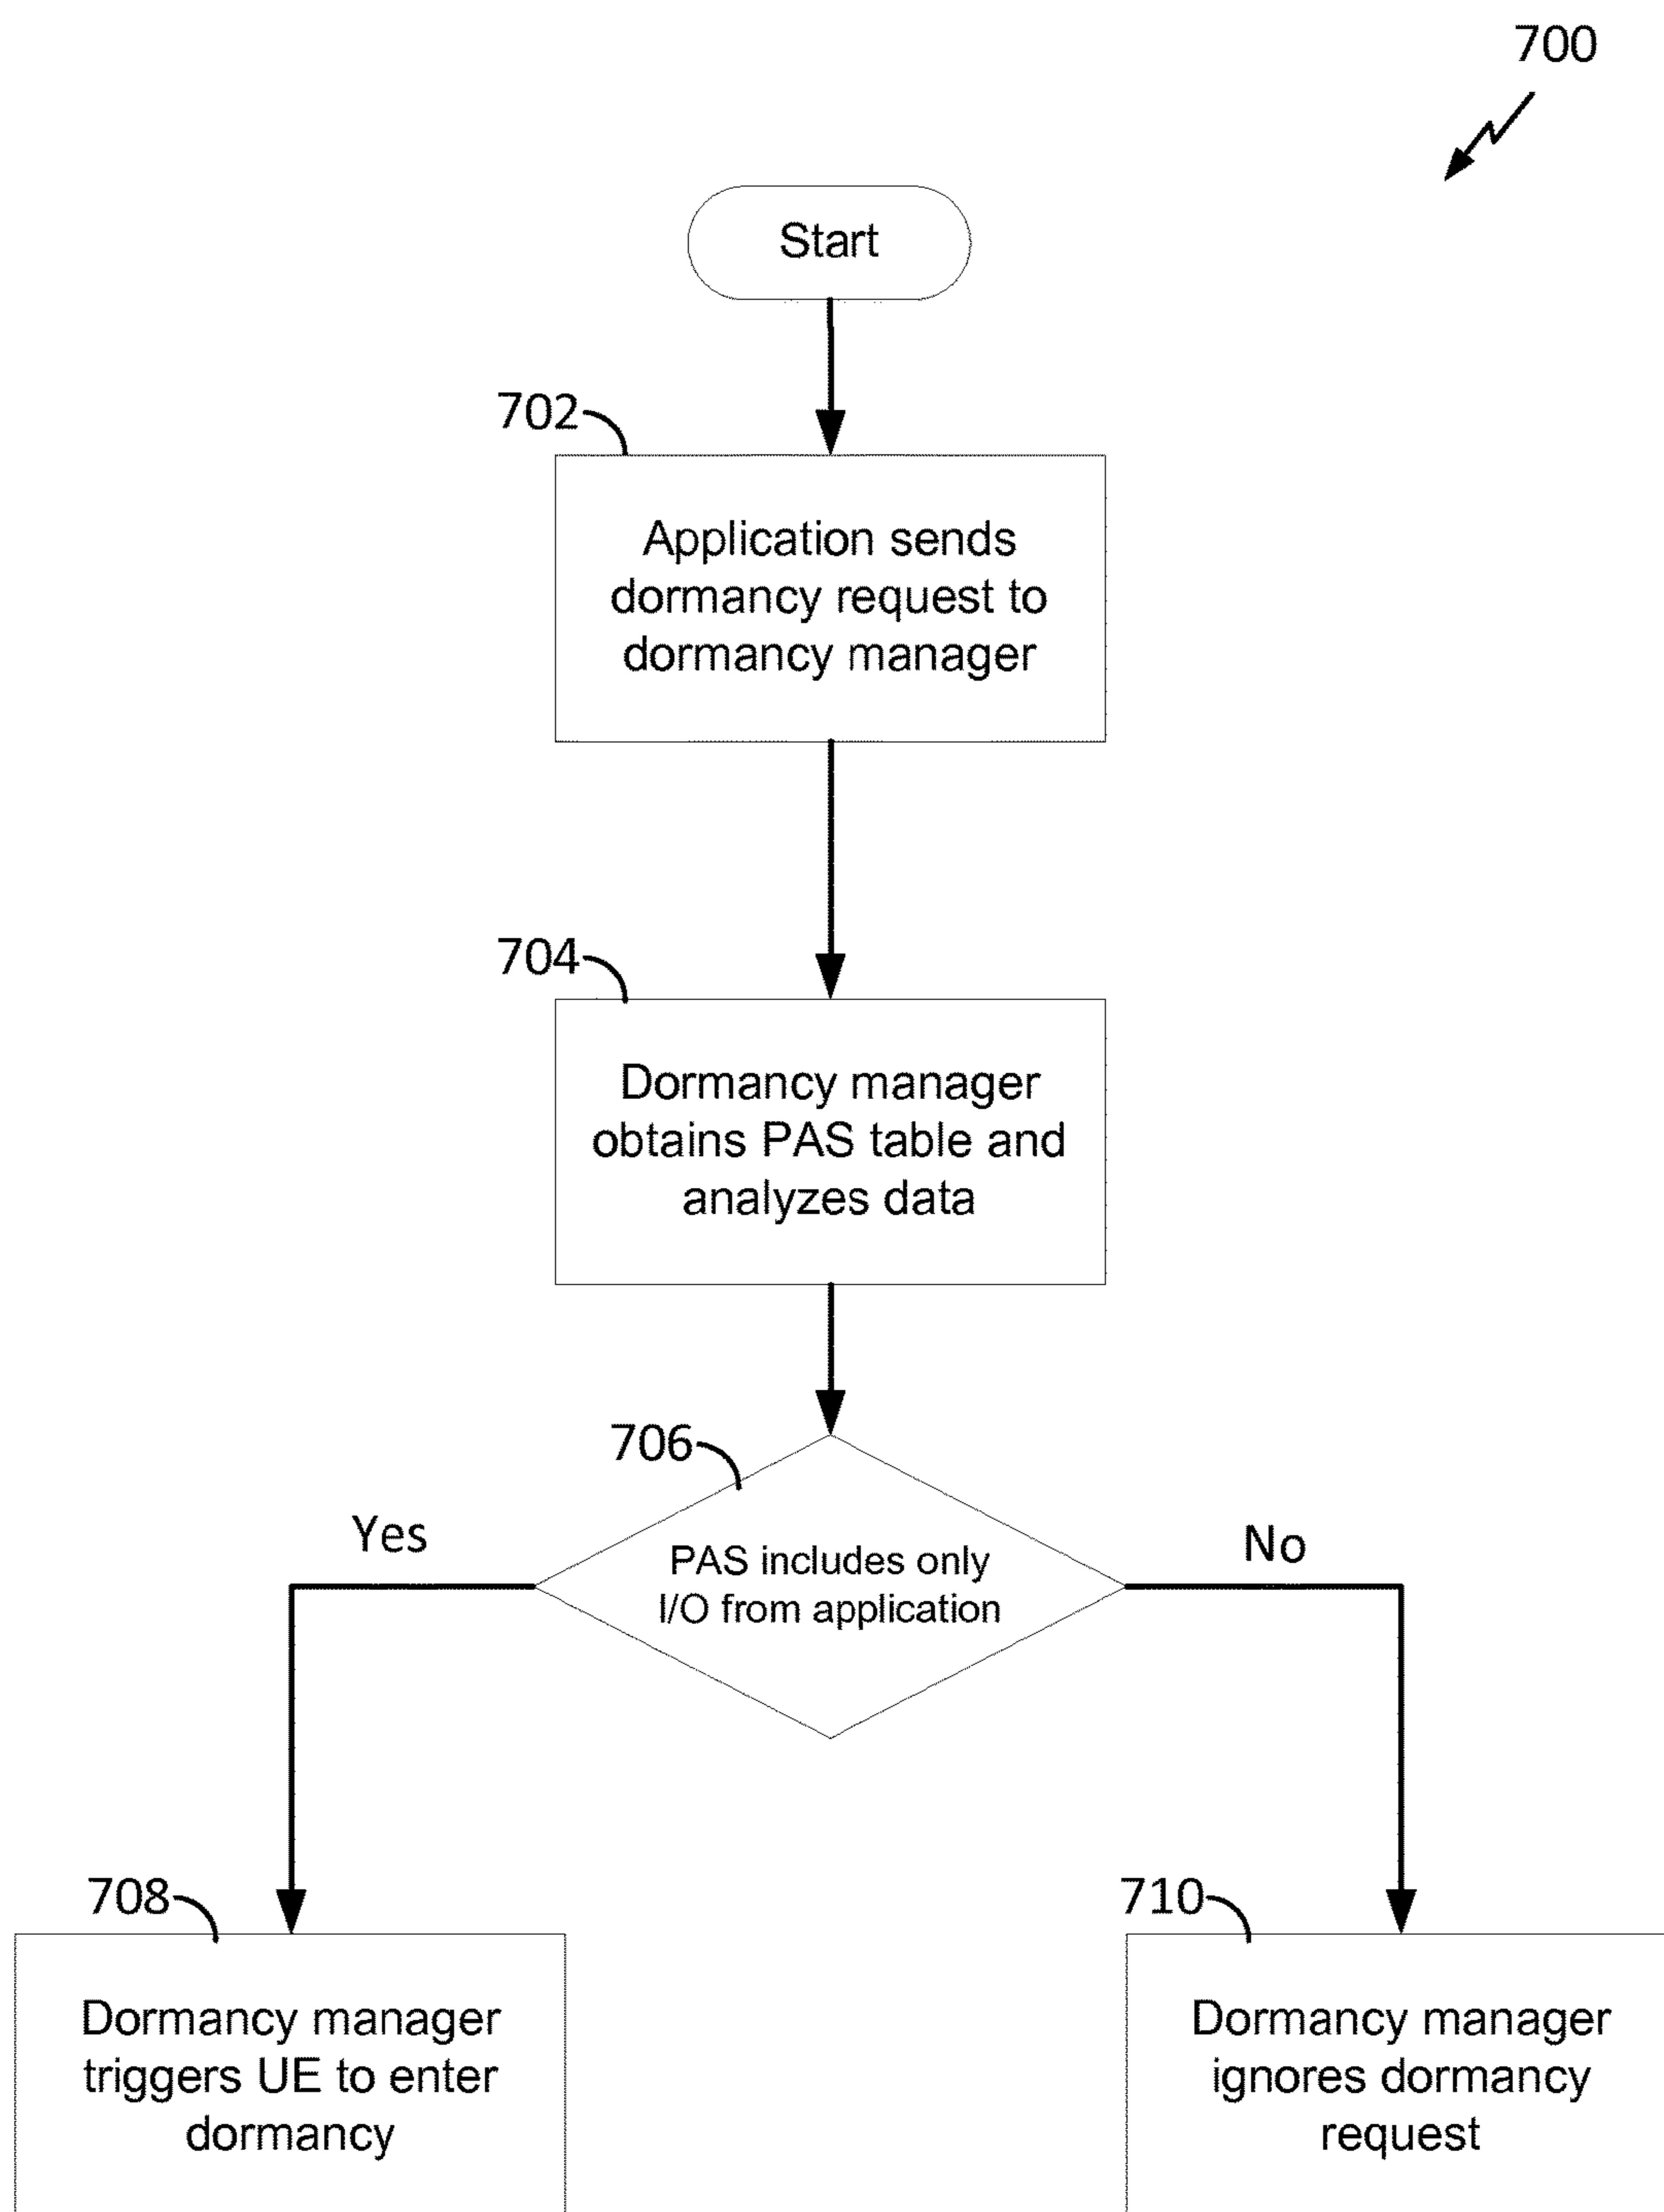 700
Start
702
Application sends
dormancy request to
dormancy manager
704
Dormancy manager
obtains PAS table and
analyzes data
706
Yes
No
PAS includes only
I/O from application
708
Dormancy manager
triggers UE to enter
dormancy
710
Dormancy manager
ignores dormancy
request